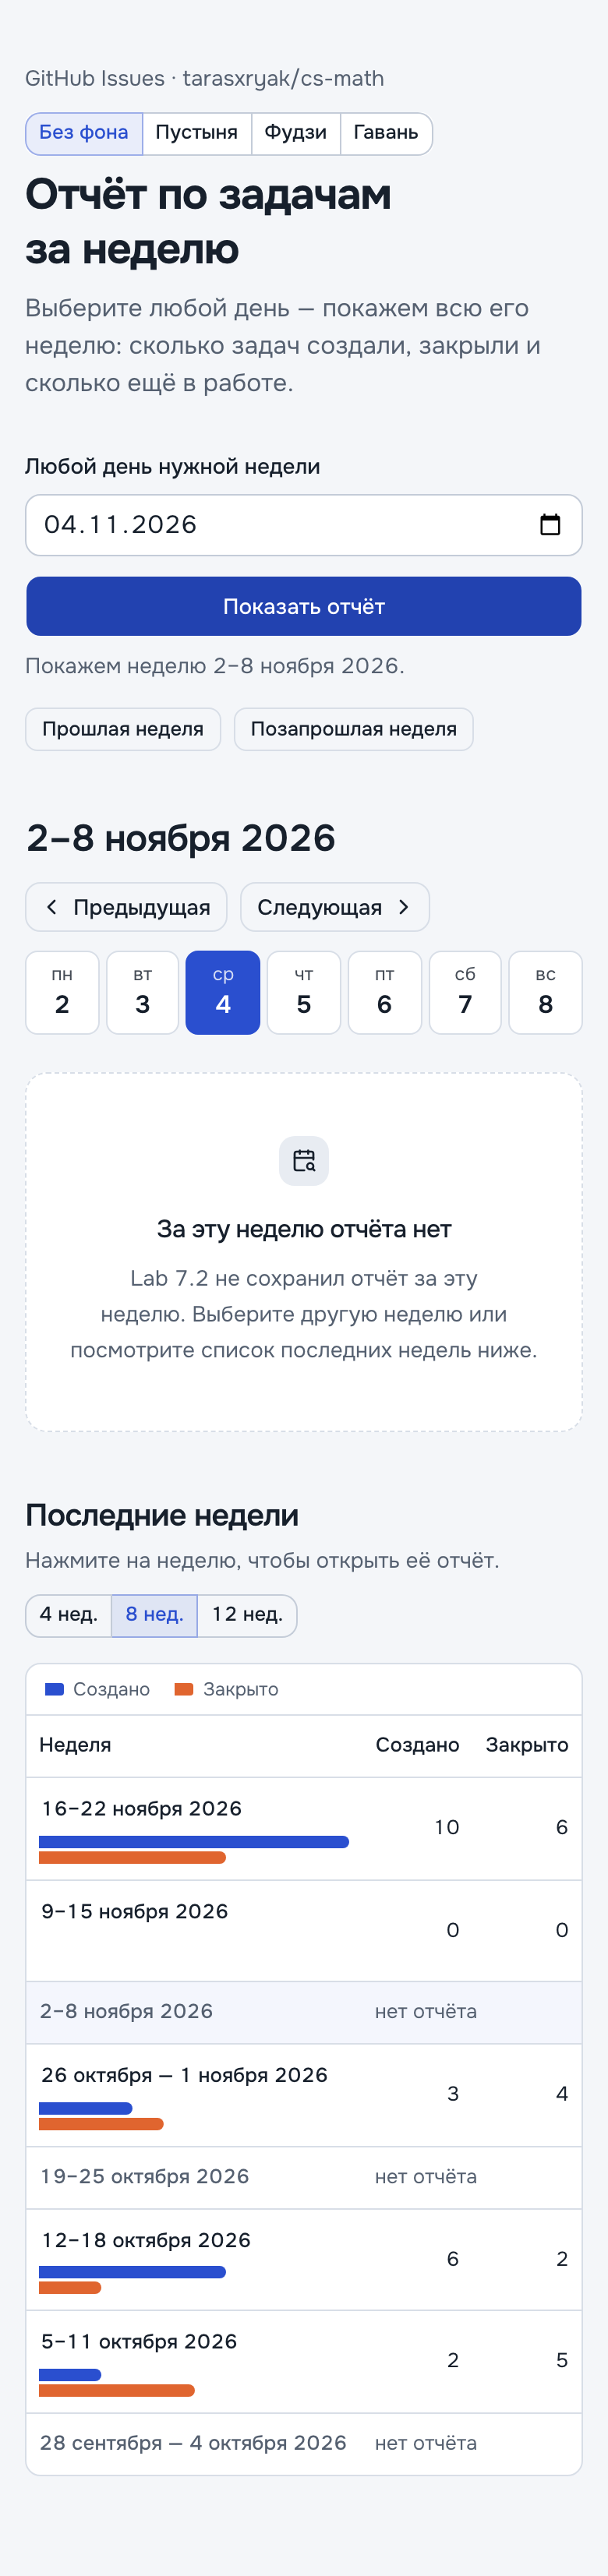 GitHub Issues · tarasxryak/cs-math
Без фона Пустыня Фудзи Гавань
Отчёт по задачам
за неделю
Выберите любой день — покажем всю его
неделю: сколько задач создали, закрыли и
сколько ещё в работе.
Любой день нужной недели
04.11.2026
Показать отчёт
Покажем неделю 2–8 ноября 2026.
Прошлая неделя Позапрошлая неделя
2–8 ноября 2026
Предыдущая Следующая
пн вт ср чт пт сб вс
2 3 4 5 6 7 8
За эту неделю отчёта нет
Lab 7.2 не сохранил отчёт за эту
неделю. Выберите другую неделю или
посмотрите список последних недель ниже.
Последние недели
Нажмите на неделю, чтобы открыть её отчёт.
4 нед. 8 нед. 12 нед.
Создано Закрыто
Неделя Создано Закрыто
16–22 ноября 2026 10 6
9–15 ноября 2026 0 0
2–8 ноября 2026 нет отчёта
26 октября — 1 ноября 2026 3 4
19–25 октября 2026 нет отчёта
12–18 октября 2026 6 2
5–11 октября 2026 2 5
28 сентября — 4 октября 2026 нет отчёта